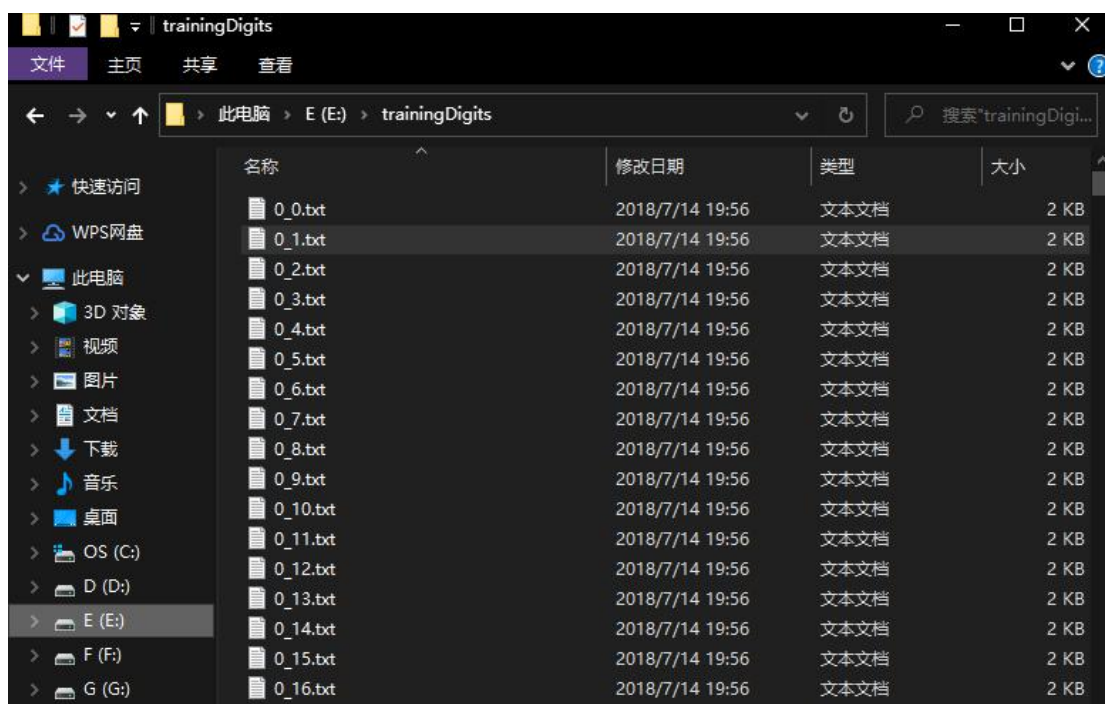 trainingDigits
文件 主页 共享 查看
此电脑 › E (E:) › trainingDigits 搜索"trainingDigi...
名称 修改日期 类型 大小
快速访问
WPS网盘
此电脑
3D 对象
视频
图片
文档
下载
音乐
桌面
OS (C:)
D (D:)
E (E:)
F (F:)
G (G:)
0_0.txt 2018/7/14 19:56 文本文档 2 KB
0_1.txt 2018/7/14 19:56 文本文档 2 KB
0_2.txt 2018/7/14 19:56 文本文档 2 KB
0_3.txt 2018/7/14 19:56 文本文档 2 KB
0_4.txt 2018/7/14 19:56 文本文档 2 KB
0_5.txt 2018/7/14 19:56 文本文档 2 KB
0_6.txt 2018/7/14 19:56 文本文档 2 KB
0_7.txt 2018/7/14 19:56 文本文档 2 KB
0_8.txt 2018/7/14 19:56 文本文档 2 KB
0_9.txt 2018/7/14 19:56 文本文档 2 KB
0_10.txt 2018/7/14 19:56 文本文档 2 KB
0_11.txt 2018/7/14 19:56 文本文档 2 KB
0_12.txt 2018/7/14 19:56 文本文档 2 KB
0_13.txt 2018/7/14 19:56 文本文档 2 KB
0_14.txt 2018/7/14 19:56 文本文档 2 KB
0_15.txt 2018/7/14 19:56 文本文档 2 KB
0_16.txt 2018/7/14 19:56 文本文档 2 KB